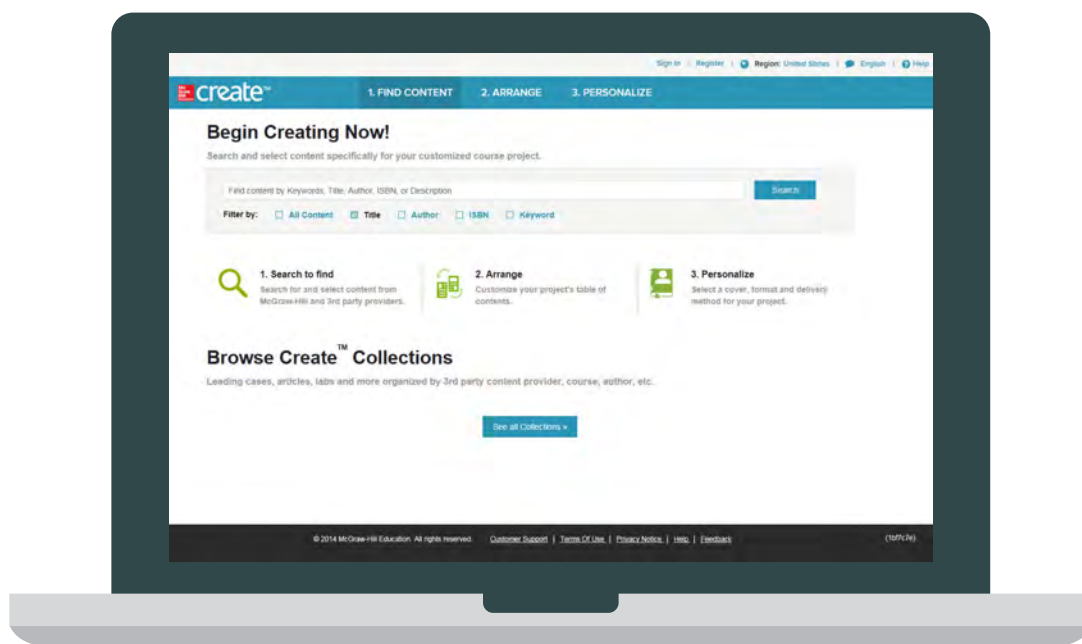 Sign In | Register | Region: United States | English | Help
Mc Graw Hill create™ 1. FIND CONTENT 2. ARRANGE 3. PERSONALIZE
Begin Creating Now!
Search and select content specifically for your customized course project.
Find content by Keywords, Title, Author, ISBN, or Description Search
Filter by: All Content Title Author ISBN Keyword
1. Search to find
Search for and select content from
McGraw-Hill and 3rd party providers.
2. Arrange
Customize your project's table of
contents.
3. Personalize
Select a cover, format and delivery
method for your project.
Browse Create™ Collections
Leading cases, articles, labs and more organized by 3rd party content provider, course, author, etc.
See all Collections »
© 2014 McGraw-Hill Education. All rights reserved. Customer Support | Terms Of Use | Privacy Notice | Help | Feedback